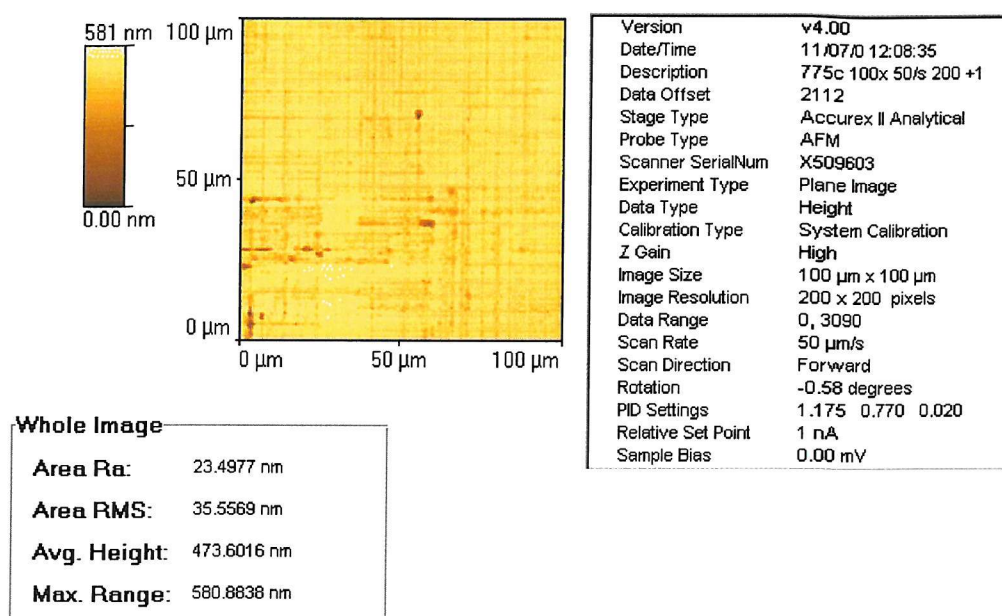 581 nm
0.00 nm
100 µm
50 µm
0 µm
0 µm 50 µm 100 µm
Version v4.00
Date/Time 11/07/0 12:08:35
Description 775c 100x 50/s 200 +1
Data Offset 2112
Stage Type Accurex II Analytical
Probe Type AFM
Scanner SerialNum X509603
Experiment Type Plane Image
Data Type Height
Calibration Type System Calibration
Z Gain High
Image Size 100 µm x 100 µm
Image Resolution 200 x 200 pixels
Data Range 0, 3090
Scan Rate 50 µm/s
Scan Direction Forward
Rotation -0.58 degrees
PID Settings 1.175 0.770 0.020
Relative Set Point 1 nA
Sample Bias 0.00 mV
Whole Image
Area Ra: 23.4977 nm
Area RMS: 35.5569 nm
Avg. Height: 473.6016 nm
Max. Range: 580.8838 nm